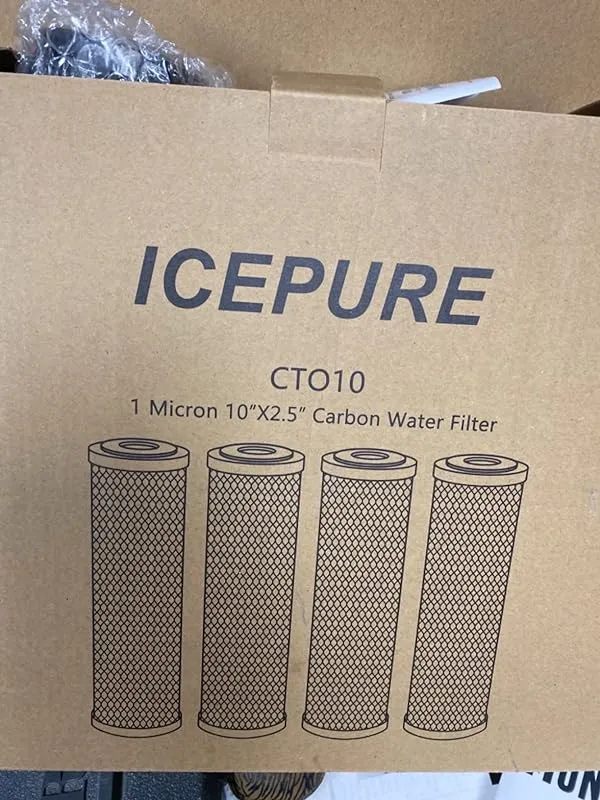 ICEPURE
CTO10
1 Micron 10”X2.5” Carbon Water Filter